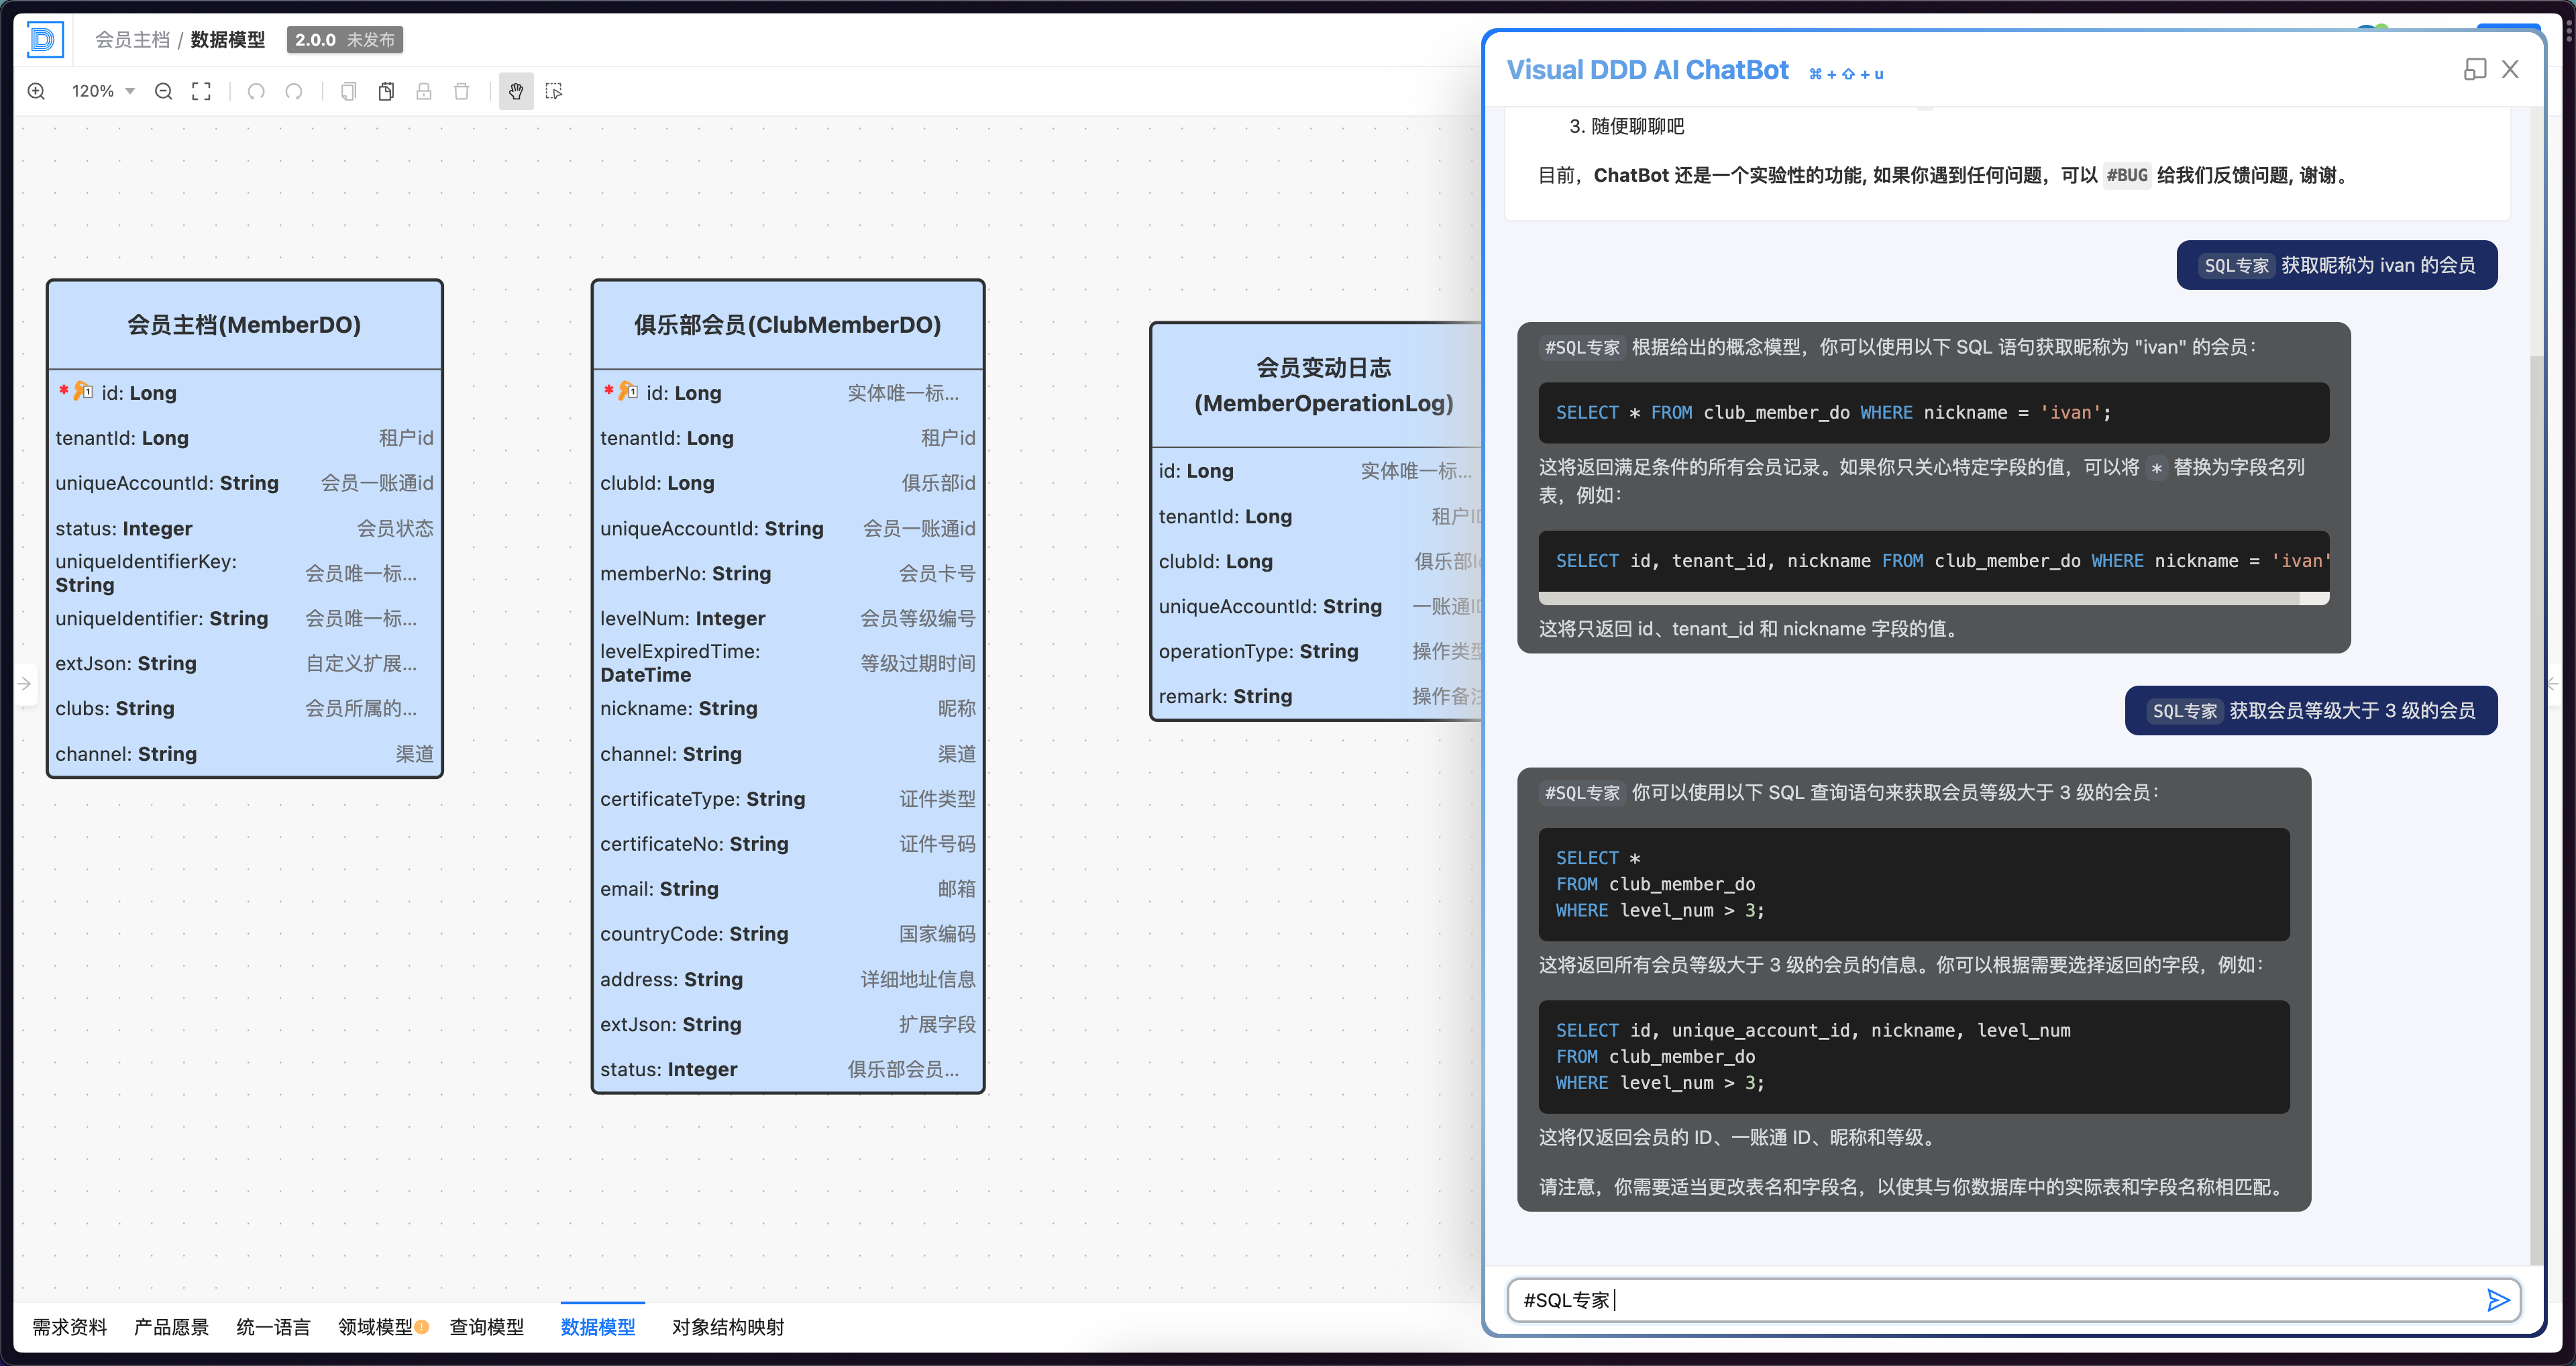 会员主档 / 数据模型 2.0.0 未发布
120%
会员主档(MemberDO)
* id: Long
tenantId: Long 租户id
uniqueAccountId: String 会员一账通id
status: Integer 会员状态
uniqueIdentifierKey:
String 会员唯一标...
uniqueIdentifier: String 会员唯一标...
extJson: String 自定义扩展...
clubs: String 会员所属的...
channel: String 渠道
俱乐部会员(ClubMemberDO)
* id: Long 实体唯一标...
tenantId: Long 租户id
clubId: Long 俱乐部id
uniqueAccountId: String 会员一账通id
memberNo: String 会员卡号
levelNum: Integer 会员等级编号
levelExpiredTime:
DateTime 等级过期时间
nickname: String 昵称
channel: String 渠道
certificateType: String 证件类型
certificateNo: String 证件号码
email: String 邮箱
countryCode: String 国家编码
address: String 详细地址信息
extJson: String 扩展字段
status: Integer 俱乐部会员...
会员变动日志
(MemberOperationLog)
id: Long 实体唯一标...
tenantId: Long 租户ID
clubId: Long 俱乐部Id
uniqueAccountId: String 一账通ID
operationType: String 操作类型
remark: String 操作备注
需求资料 产品愿景 统一语言 领域模型 查询模型 数据模型 对象结构映射
Visual DDD AI ChatBot ⌘ + ⇧ + u
3. 随便聊聊吧
目前，ChatBot 还是一个实验性的功能, 如果你遇到任何问题，可以 #BUG 给我们反馈问题, 谢谢。
SQL专家 获取昵称为 ivan 的会员
#SQL专家 根据给出的概念模型，你可以使用以下 SQL 语句获取昵称为 "ivan" 的会员：
SELECT * FROM club_member_do WHERE nickname = 'ivan';
这将返回满足条件的所有会员记录。如果你只关心特定字段的值，可以将 * 替换为字段名列
表，例如：
SELECT id, tenant_id, nickname FROM club_member_do WHERE nickname = 'ivan'
这将只返回 id、tenant_id 和 nickname 字段的值。
SQL专家 获取会员等级大于 3 级的会员
#SQL专家 你可以使用以下 SQL 查询语句来获取会员等级大于 3 级的会员：
SELECT *
FROM club_member_do
WHERE level_num > 3;
这将返回所有会员等级大于 3 级的会员的信息。你可以根据需要选择返回的字段，例如：
SELECT id, unique_account_id, nickname, level_num
FROM club_member_do
WHERE level_num > 3;
这将仅返回会员的 ID、一账通 ID、昵称和等级。
请注意，你需要适当更改表名和字段名，以使其与你数据库中的实际表和字段名称相匹配。
#SQL专家